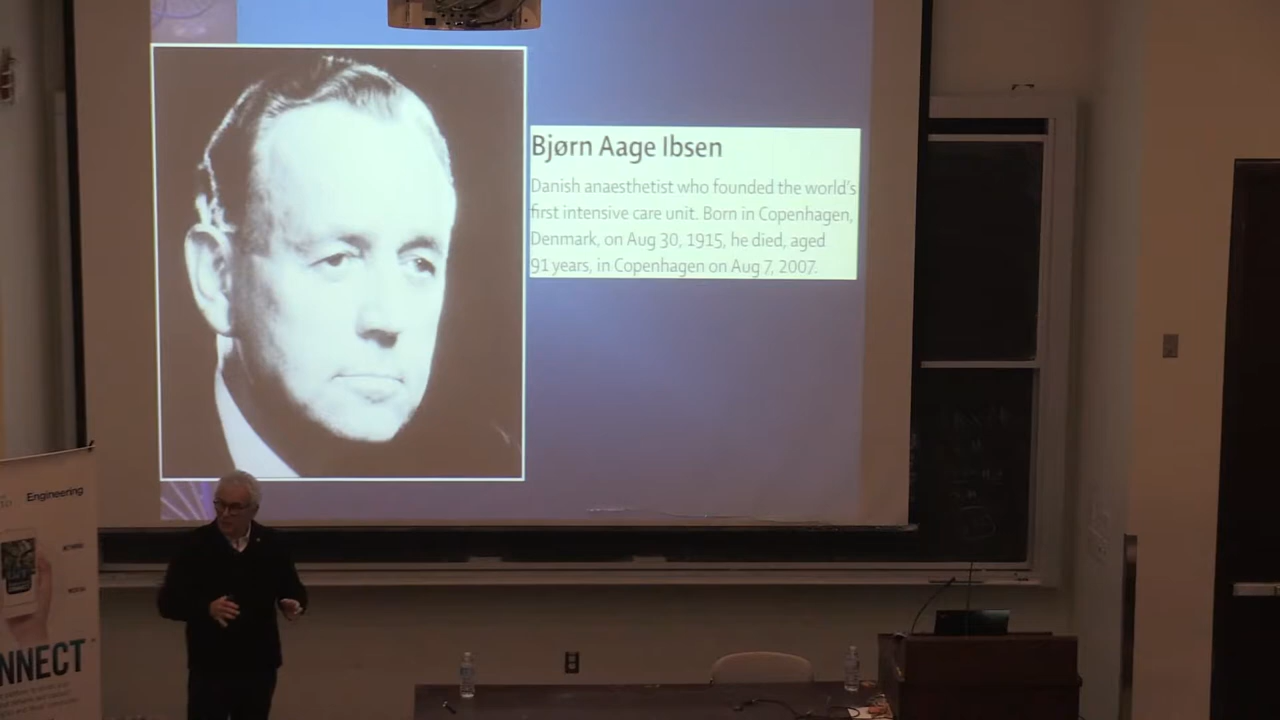 Bjørn Aage Ibsen
Danish anaesthetist who founded the world's
first intensive care unit. Born in Copenhagen,
Denmark, on Aug 30, 1915, he died, aged
91 years, in Copenhagen on Aug 7, 2007.
Engineering
NNECT